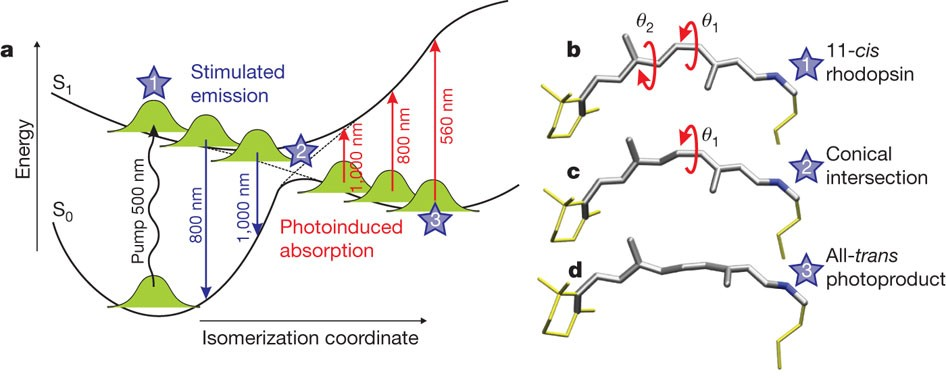 a
Energy
S1
S0
1
Stimulated
emission
Pump 500 nm
800 nm
1,000 nm
2
1,000 nm
800 nm
560 nm
3
Photoinduced
absorption
Isomerization coordinate
b
θ2
θ1
1
11-cis
rhodopsin
c
θ1
2
Conical
intersection
d
3
All-trans
photoproduct